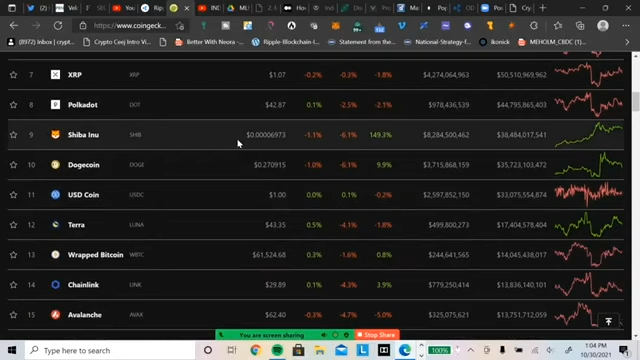 https://www.coingeck
(8972) Inbox | crypt...
Crypto Ceej Intro Vi...
Better With Neora -...
Ripple-Blockchain-I...
Statement from the...
National-Strategy-f...
ikonick
MEHOLM_CBDC
7 XRP XRP $1.07 -0.2% -0.3% -1.8% $4,274,064,963 $50,510,969,962
8 Polkadot DOT $42.87 0.1% -2.5% -2.1% $978,436,539 $44,795,865,403
9 Shiba Inu SHIB $0.00006973 -1.1% -6.1% 149.3% $8,284,500,462 $38,484,017,541
10 Dogecoin DOGE $0.270915 -1.0% -6.1% 9.9% $3,715,868,159 $35,723,103,472
11 USD Coin USDC $1.00 0.0% 0.1% -0.2% $2,597,852,150 $33,075,554,874
12 Terra LUNA $43.35 0.5% -4.1% -1.8% $499,800,273 $17,404,578,404
13 Wrapped Bitcoin WBTC $61,524.68 0.3% -1.6% 0.8% $244,641,565 $14,045,438,017
14 Chainlink LINK $29.89 0.1% -4.3% 3.9% $779,250,414 $13,836,140,101
15 Avalanche AVAX $62.40 -0.3% -4.7% -5.0% $325,075,621 $13,751,712,059
You are screen sharing Stop Share
Type here to search
100%
1:04 PM
10/30/2021